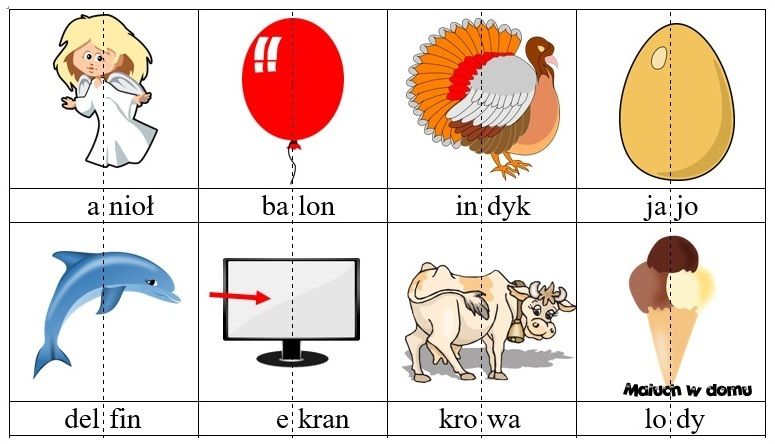 a nioł ba lon in dyk ja jo
Maluch w domu
del fin e kran kro wa lo dy